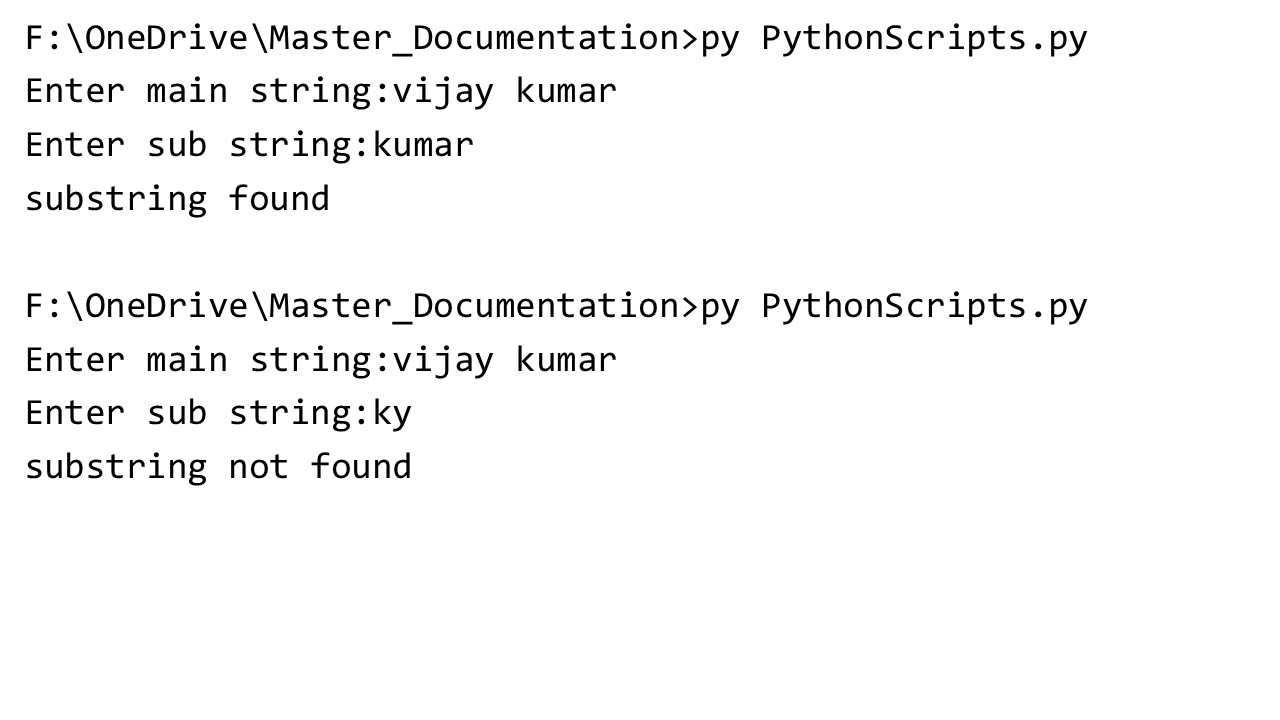 F:\OneDrive\Master_Documentation>py PythonScripts.py
Enter main string:vijay kumar
Enter sub string:kumar
substring found
F:\OneDrive\Master_Documentation>py PythonScripts.py
Enter main string:vijay kumar
Enter sub string:ky
substring not found